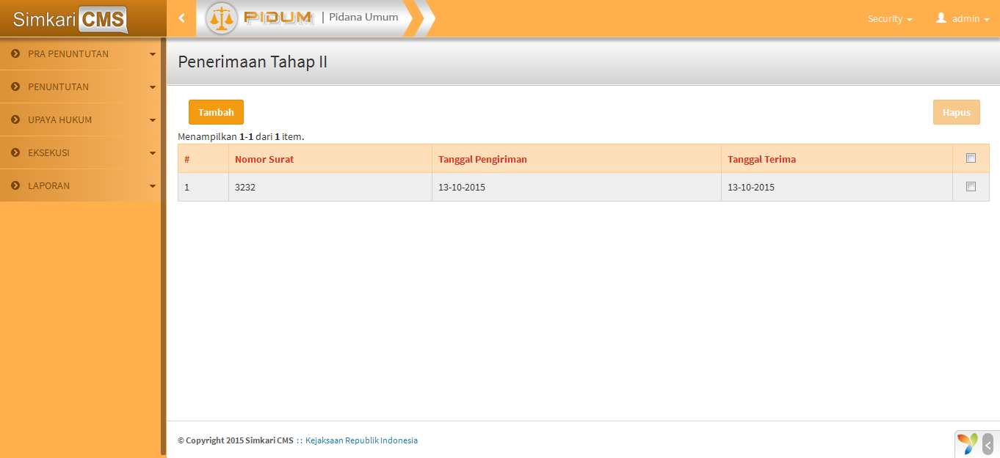 Simkari CMS
PIDUM | Pidana Umum
Security
admin
PRA PENUNTUTAN
PENUNTUTAN
UPAYA HUKUM
EKSEKUSI
LAPORAN
Penerimaan Tahap II
Tambah
Hapus
Menampilkan 1-1 dari 1 item.
# Nomor Surat Tanggal Pengiriman Tanggal Terima
1 3232 13-10-2015 13-10-2015
© Copyright 2015 Simkari CMS :: Kejaksaan Republik Indonesia